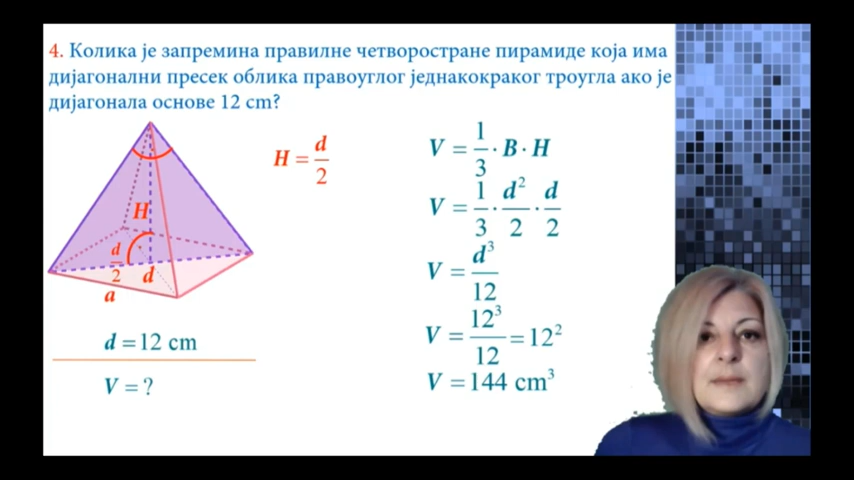 4. Колика је запремина правилне четворостране пирамиде која има
дијагонални пресек облика правоуглог једнакокраког троугла ако је
дијагонала основе 12 cm?
H = d/2
H
d/2
d
a
d = 12 cm
V = ?
V = 1/3 · B · H
V = 1/3 · d²/2 · d/2
V = d³/12
V = 12³/12 = 12²
V = 144 cm³